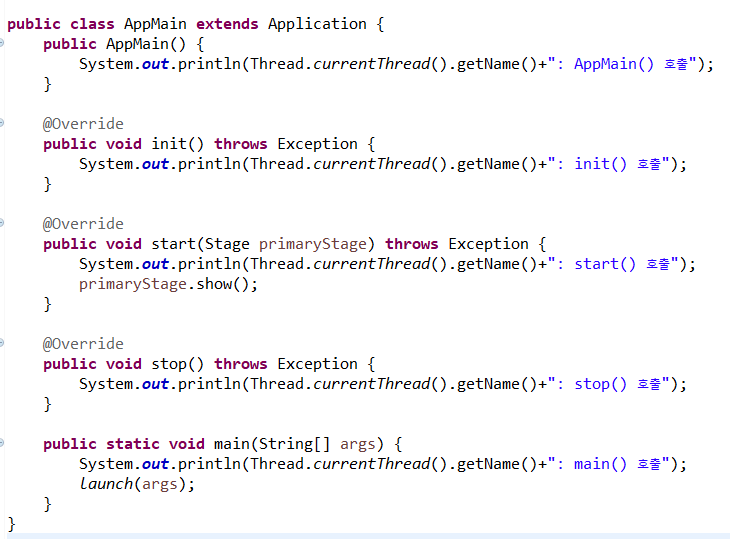 public class AppMain extends Application {
public AppMain() {
System.out.println(Thread.currentThread().getName()+": AppMain() 호출");
}
@Override
public void init() throws Exception {
System.out.println(Thread.currentThread().getName()+": init() 호출");
}
@Override
public void start(Stage primaryStage) throws Exception {
System.out.println(Thread.currentThread().getName()+": start() 호출");
primaryStage.show();
}
@Override
public void stop() throws Exception {
System.out.println(Thread.currentThread().getName()+": stop() 호출");
}
public static void main(String[] args) {
System.out.println(Thread.currentThread().getName()+": main() 호출");
launch(args);
}
}